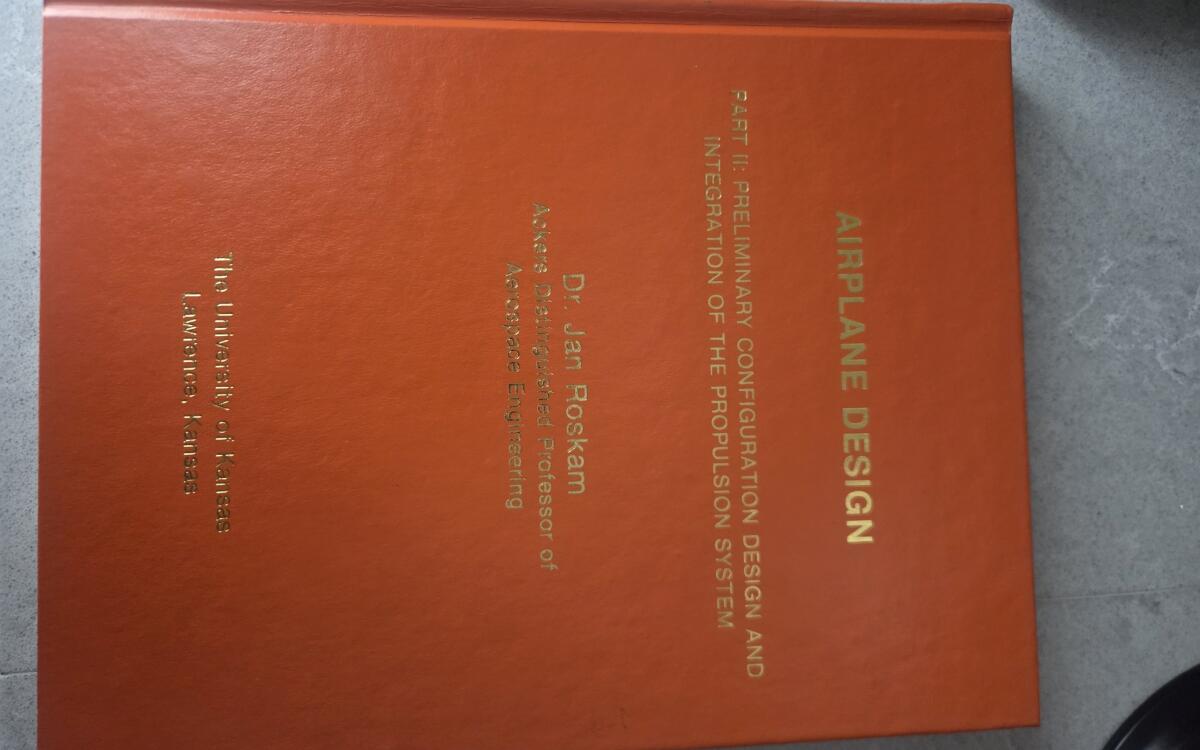 AIRPLANE DESIGN
PART II: PRELIMINARY CONFIGURATION DESIGN AND
INTEGRATION OF THE PROPULSION SYSTEM
Dr. Jan Roskam
Ackers Distinguished Professor of
Aerospace Engineering
The University of Kansas
Lawrence, Kansas